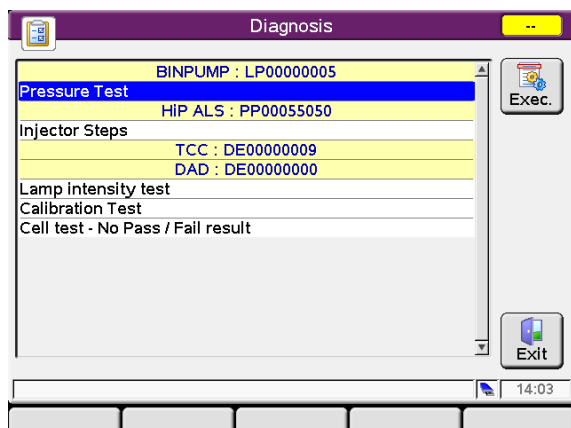 Diagnosis
--
BINPUMP : LP00000005
Pressure Test
Exec.
HiP ALS : PP00055050
Injector Steps
TCC : DE00000009
DAD : DE00000000
Lamp intensity test
Calibration Test
Cell test - No Pass / Fail result
Exit
14:03